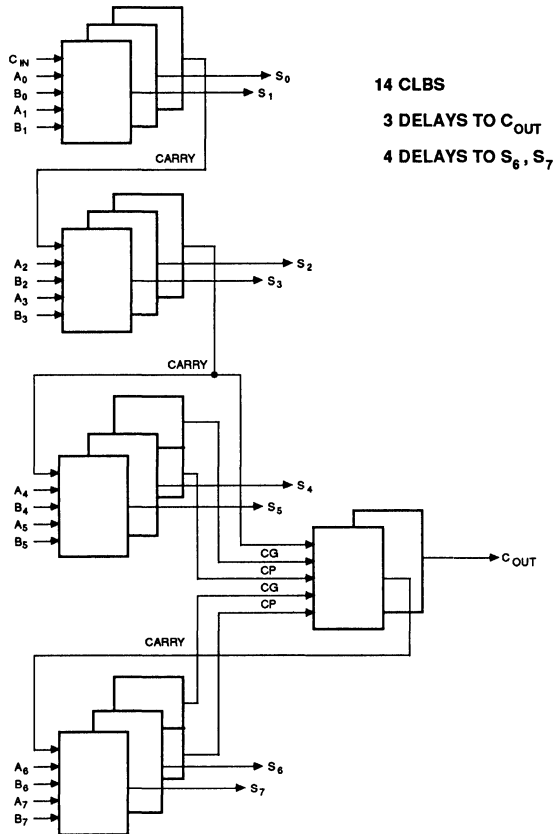 C_IN
A_0
B_0
A_1
B_1
S_0
S_1
14 CLBS
3 DELAYS TO C_OUT
4 DELAYS TO S_6, S_7
CARRY
A_2
B_2
A_3
B_3
S_2
S_3
CARRY
A_4
B_4
A_5
B_5
S_4
S_5
CG
CP
CG
CP
C_OUT
CARRY
A_6
B_6
A_7
B_7
S_6
S_7